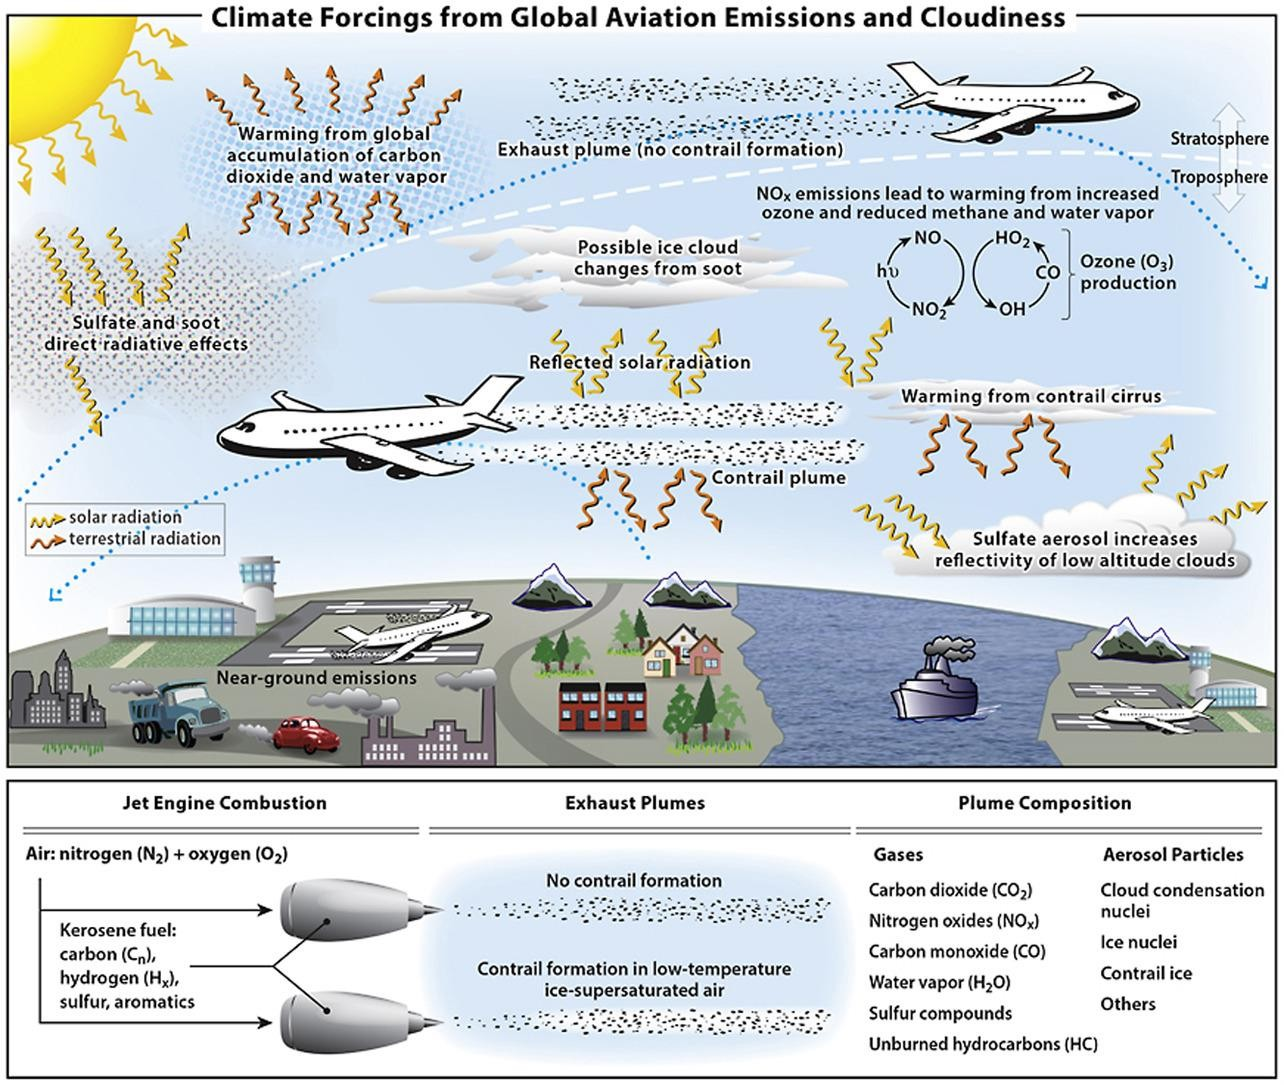 Climate Forcings from Global Aviation Emissions and Cloudiness
Warming from global
accumulation of carbon
dioxide and water vapor
Exhaust plume (no contrail formation)
Stratosphere
Troposphere
NOx emissions lead to warming from increased
ozone and reduced methane and water vapor
NO
HO2
hυ
CO
NO2
OH
Ozone (O3)
production
Possible ice cloud
changes from soot
Sulfate and soot
direct radiative effects
Reflected solar radiation
Warming from contrail cirrus
Contrail plume
solar radiation
terrestrial radiation
Sulfate aerosol increases
reflectivity of low altitude clouds
Near-ground emissions
Jet Engine Combustion
Air: nitrogen (N2) + oxygen (O2)
Kerosene fuel:
carbon (Cn),
hydrogen (Hx),
sulfur, aromatics
Exhaust Plumes
No contrail formation
Contrail formation in low-temperature
ice-supersaturated air
Plume Composition
Gases
Carbon dioxide (CO2)
Nitrogen oxides (NOx)
Carbon monoxide (CO)
Water vapor (H2O)
Sulfur compounds
Unburned hydrocarbons (HC)
Aerosol Particles
Cloud condensation
nuclei
Ice nuclei
Contrail ice
Others